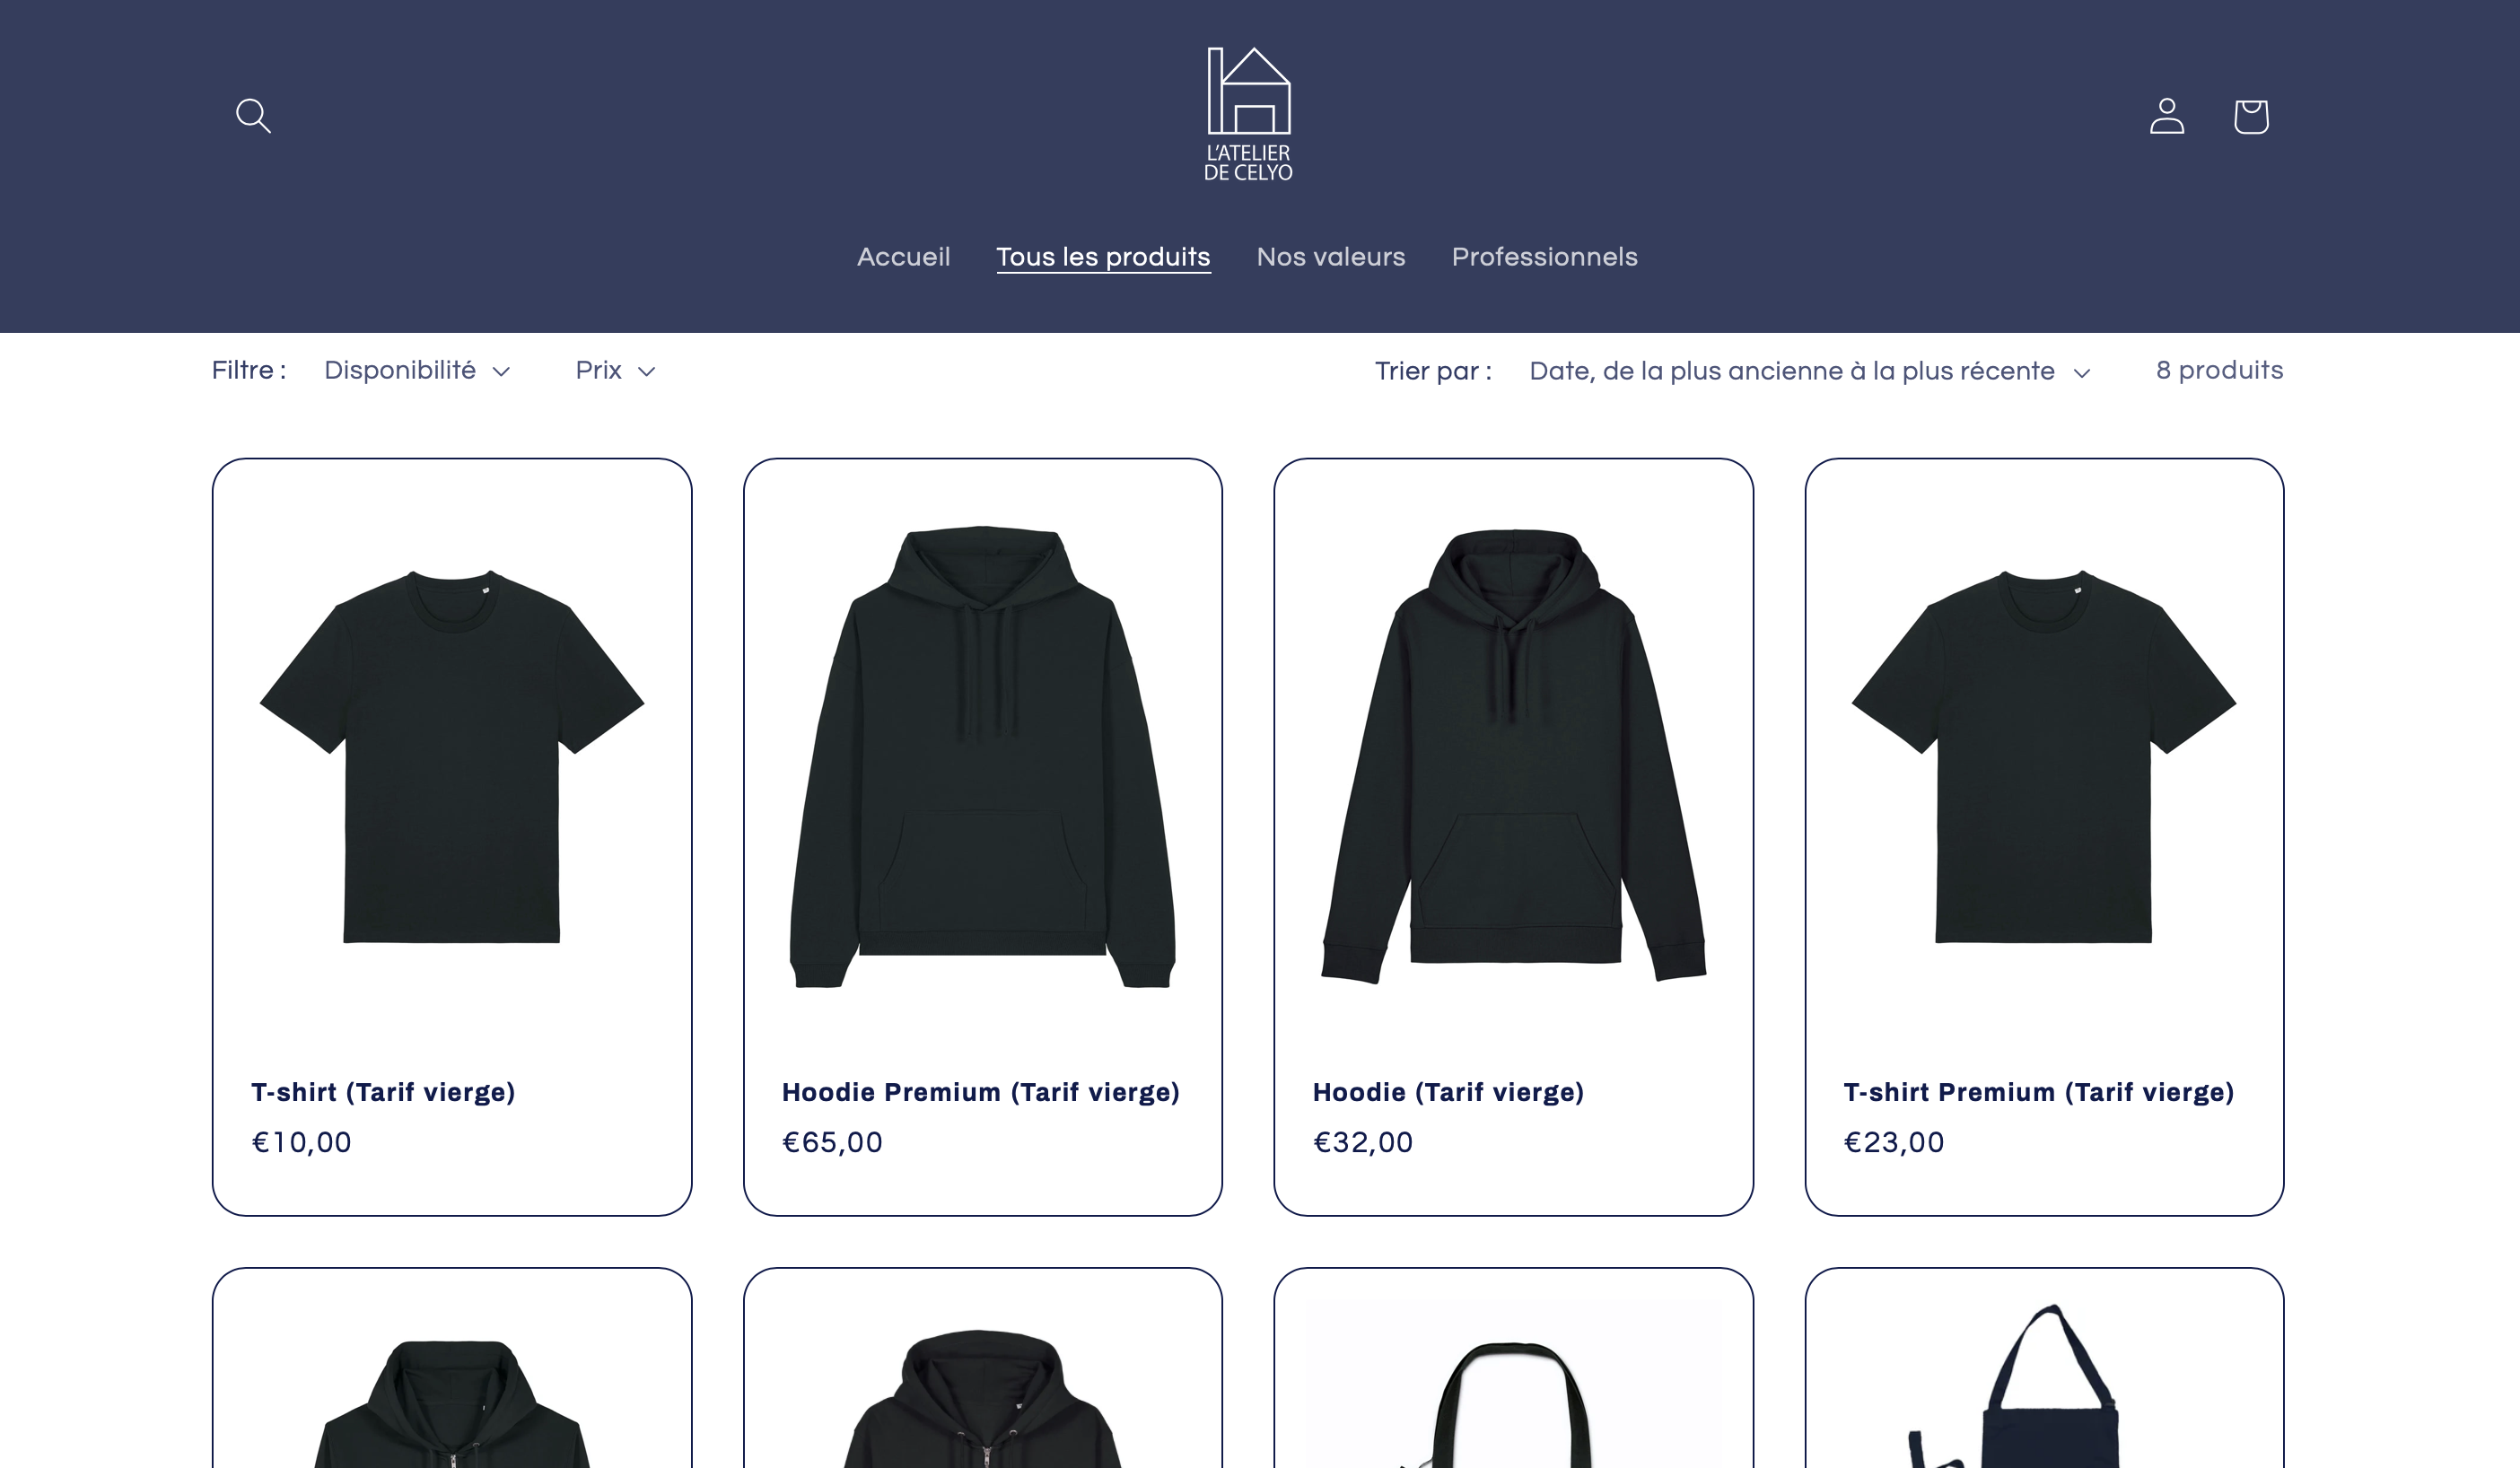 L'ATELIER
DE CELYO
Accueil Tous les produits Nos valeurs Professionnels
Filtre : Disponibilité Prix Trier par : Date, de la plus ancienne à la plus récente 8 produits
T-shirt (Tarif vierge) Hoodie Premium (Tarif vierge) Hoodie (Tarif vierge) T-shirt Premium (Tarif vierge)
€10,00 €65,00 €32,00 €23,00